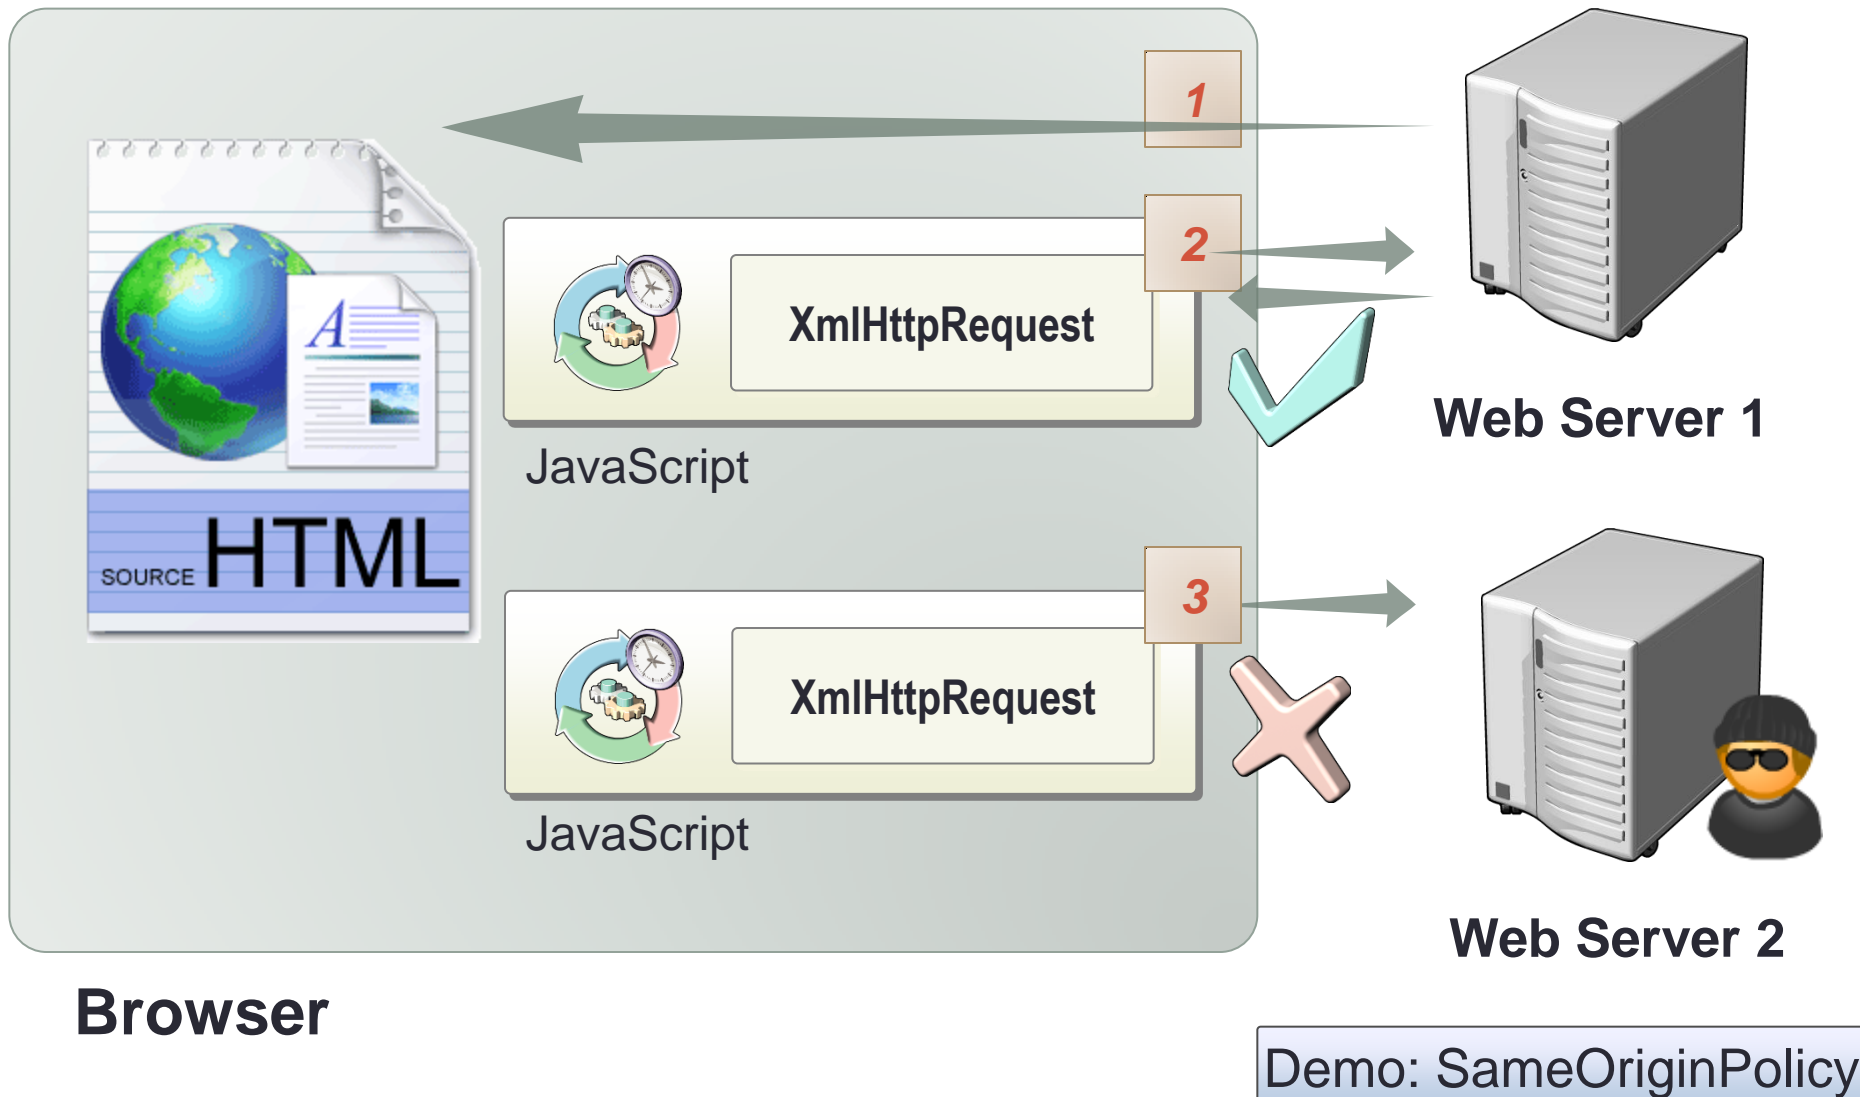 1
2
XmlHttpRequest
JavaScript
Web Server 1
A
SOURCE HTML
3
XmlHttpRequest
JavaScript
Web Server 2
Browser
Demo: SameOriginPolicy